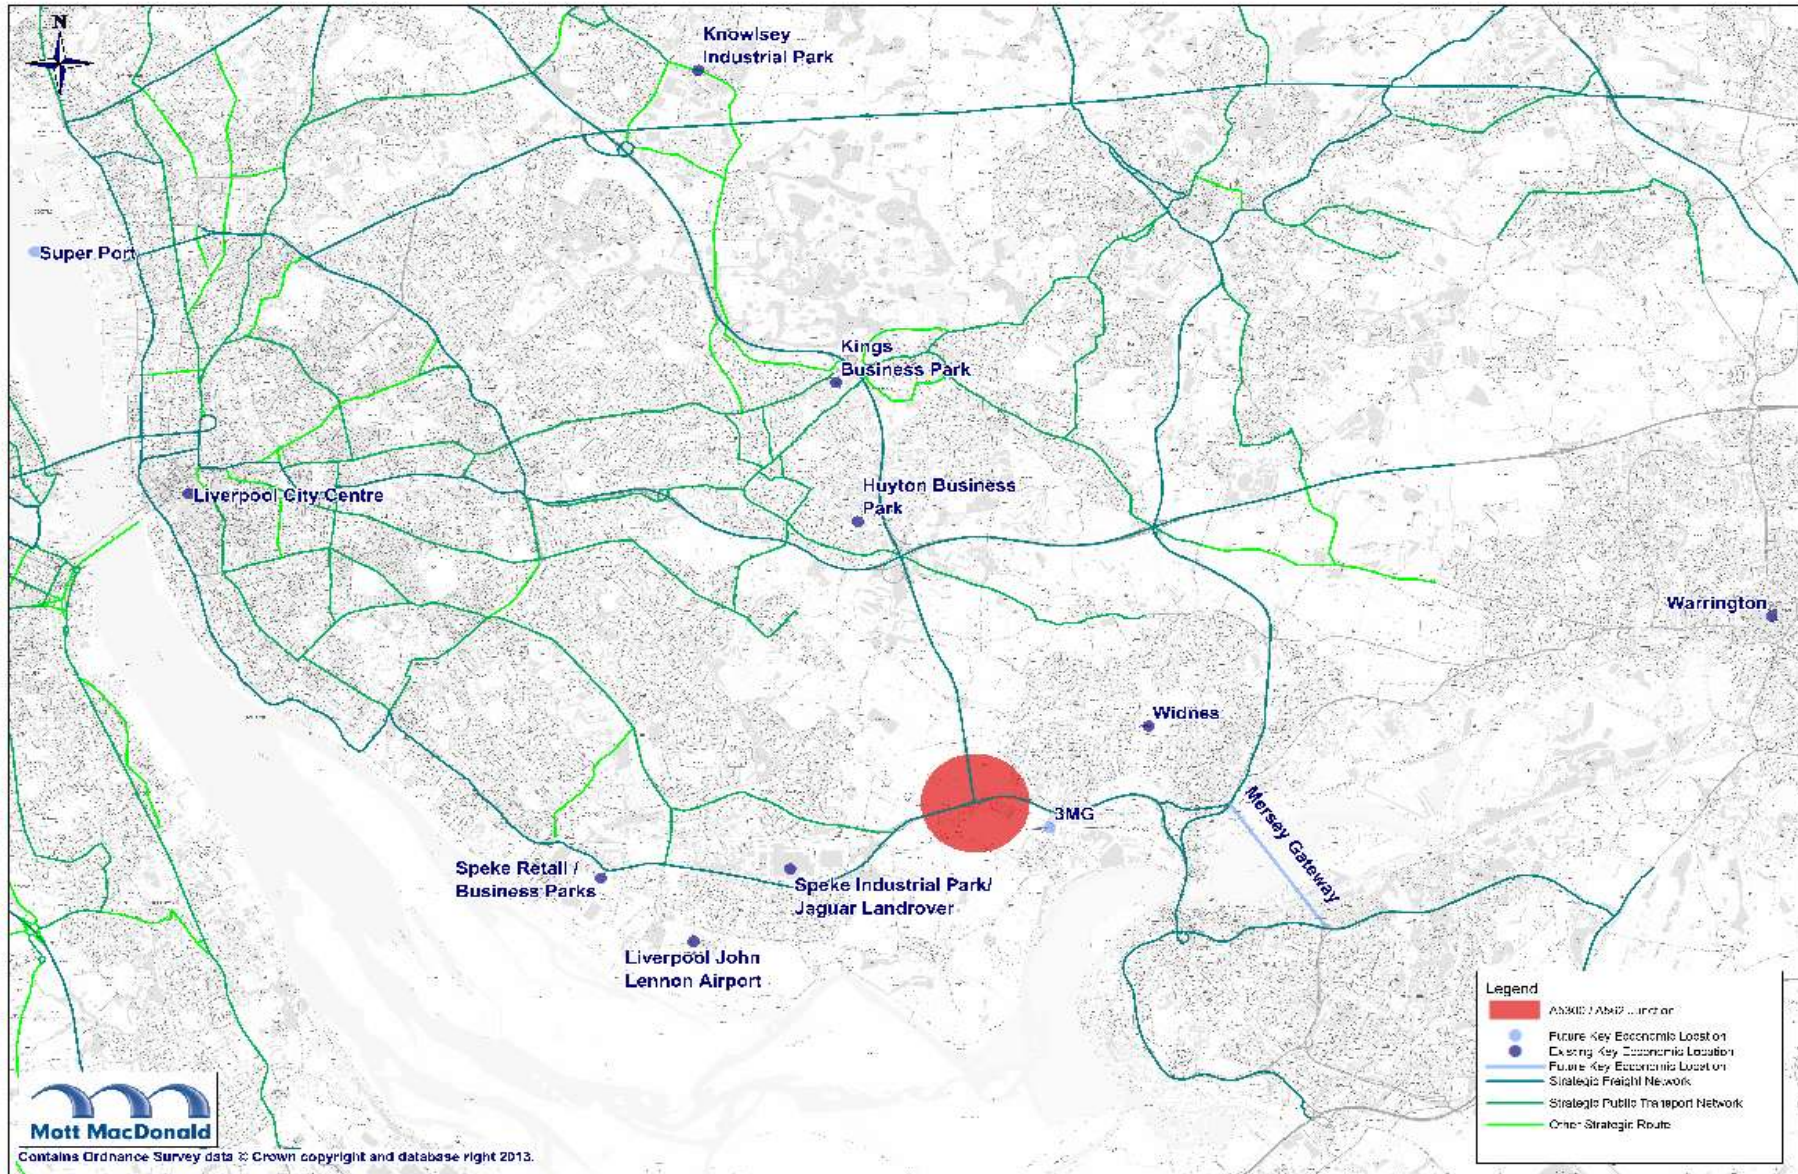 N
Knowlsey
Industrial Park
Super Port
Kings
Business Park
Liverpool City Centre
Huyton Business
Park
Warrington
Widnes
3MG
Mersey Gateway
Speke Retail /
Business Parks
Speke Industrial Park/
Jaguar Landrover
Liverpool John
Lennon Airport
Legend
A5300 / A562 Junction
Future Key Economic Location
Existing Key Economic Location
Future Key Economic Location
Strategic Freight Network
Strategic Public Transport Network
Other Strategic Route
Mott MacDonald
Contains Ordnance Survey data © Crown copyright and database right 2013.